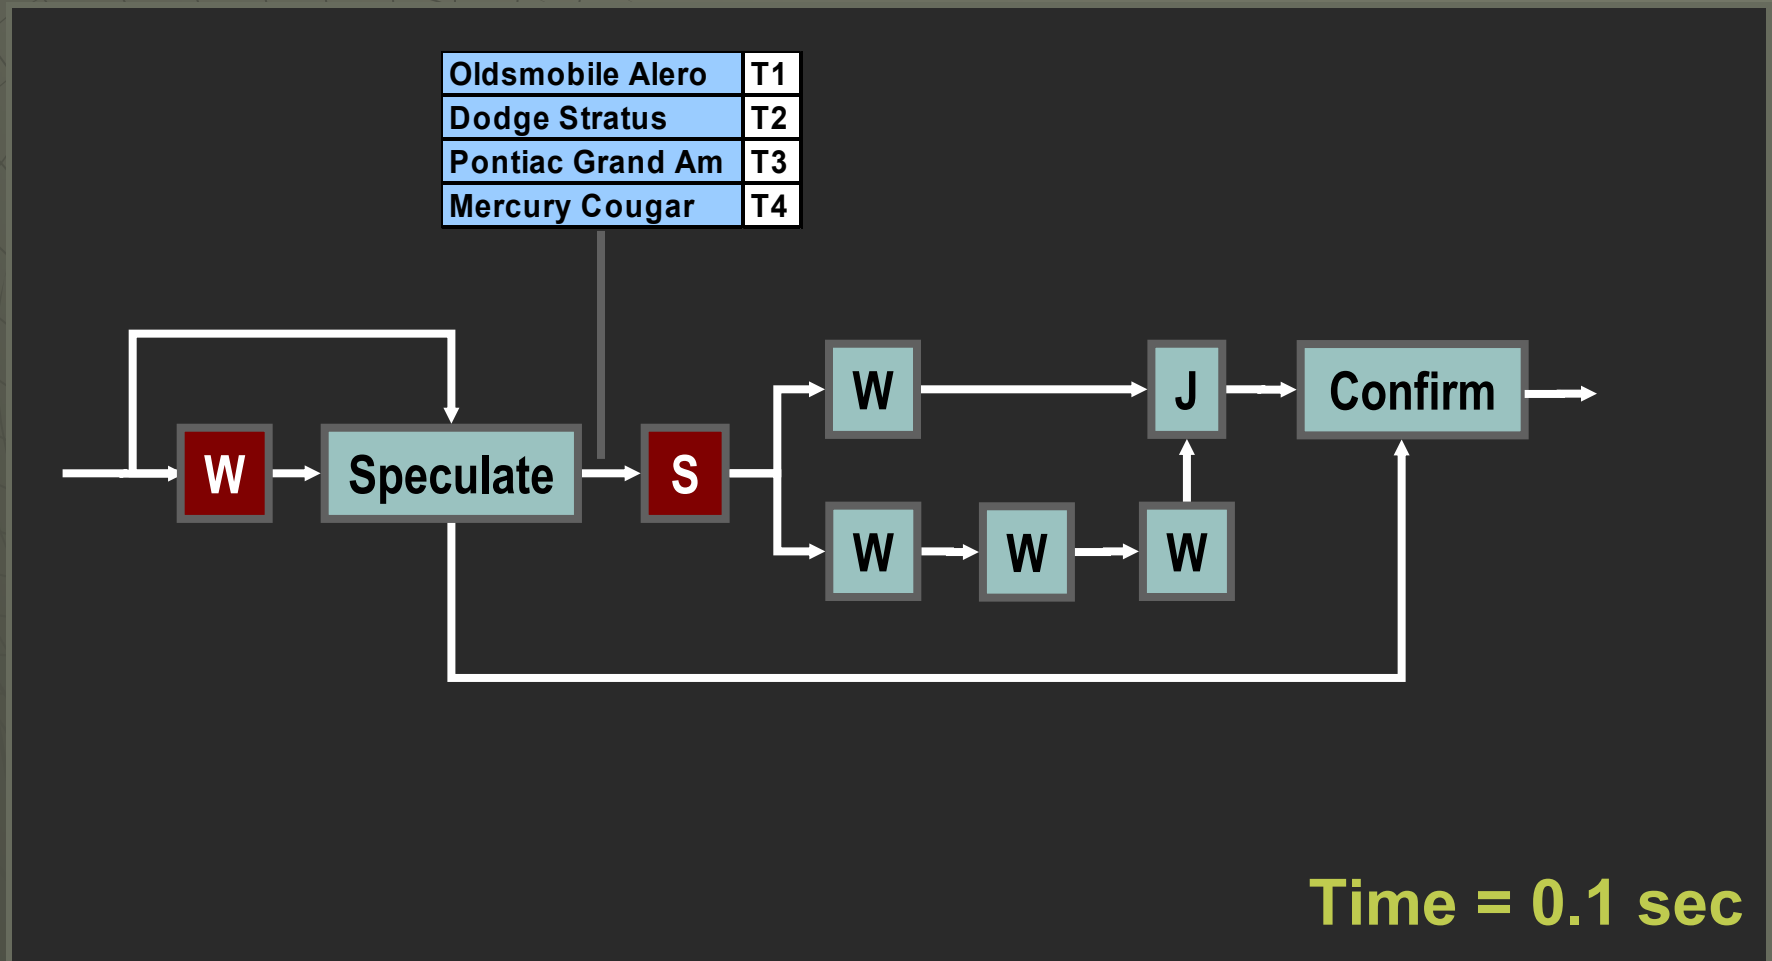 Oldsmobile Alero T1
Dodge Stratus T2
Pontiac Grand Am T3
Mercury Cougar T4
W J Confirm
W Speculate S
W W W
Time = 0.1 sec